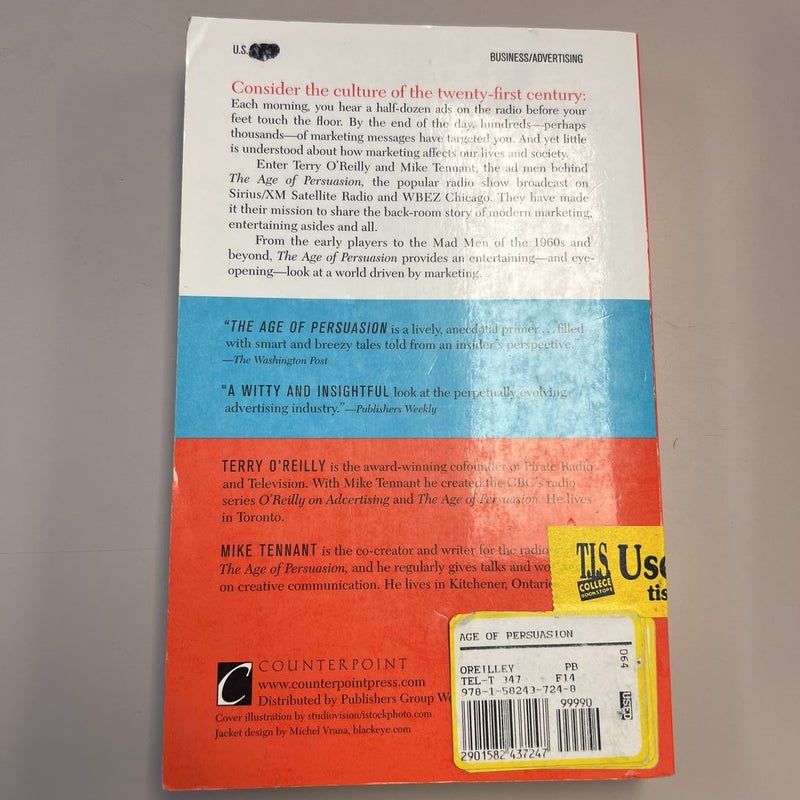 U.S.
BUSINESS/ADVERTISING
Consider the culture of the twenty-first century:
Each morning, you hear a half-dozen ads on the radio before your
feet touch the floor. By the end of the day, hundreds—perhaps
thousands—of marketing messages have targeted you. And yet little
is understood about how marketing affects our lives and society.
Enter Terry O'Reilly and Mike Tennant, the ad men behind
The Age of Persuasion, the popular radio show broadcast on
Sirius/XM Satellite Radio and WBEZ Chicago. They have made
it their mission to share the back-room story of modern marketing,
entertaining asides and all.
From the early players to the Mad Men of the 1960s and
beyond, The Age of Persuasion provides an entertaining—and eye-
opening—look at a world driven by marketing.
"THE AGE OF PERSUASION is a lively, anecdotal primer . . . filled
with smart and breezy tales told from an insider's perspective."
—The Washington Post
"A WITTY AND INSIGHTFUL look at the perpetually evolving
advertising industry."—Publishers Weekly
TERRY O'REILLY is the award-winning cofounder of Pirate Radio
and Television. With Mike Tennant he created the CBC's radio
series O'Reilly on Advertising and The Age of Persuasion. He lives
in Toronto.
MIKE TENNANT is the co-creator and writer for the radio
The Age of Persuasion, and he regularly gives talks and wo
on creative communication. He lives in Kitchener, Ontario
TIS Use
COLLEGE
BOOKSTORE
tis
COUNTERPOINT
www.counterpointpress.com
Distributed by Publishers Group We
Cover illustration by studiovision/istockphoto.com
Jacket design by Michel Vrana, blackeye.com
AGE OF PERSUASION
OREILLEY PB
TEL-T 347 F14
978-1-58243-724-8
99990
2901582 437247
064
USED